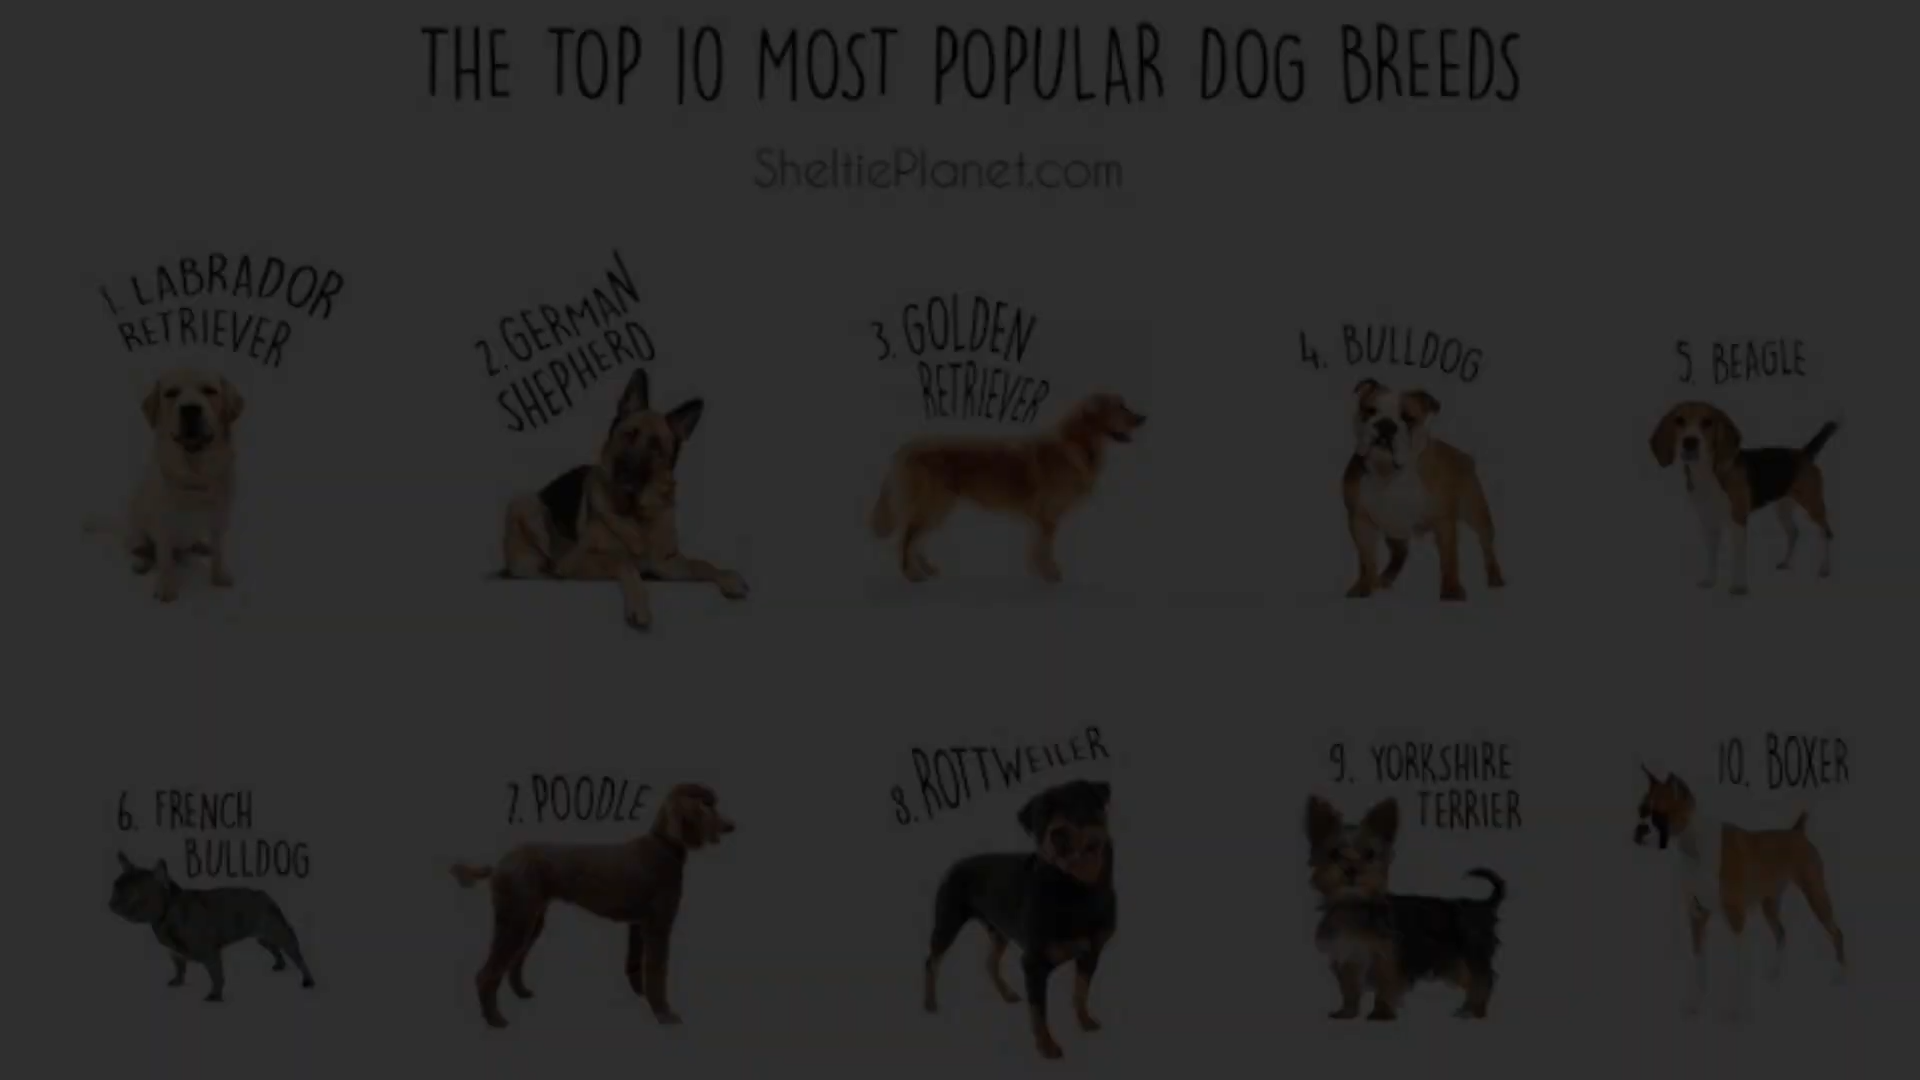 THE TOP 10 MOST POPULAR DOG BREEDS
SheltiePlanet.com
1. LABRADOR
RETRIEVER
2. GERMAN
SHEPHERD
3. GOLDEN
RETRIEVER
4. BULLDOG
5. BEAGLE
6. FRENCH
BULLDOG
7. POODLE
8. ROTTWEILER
9. YORKSHIRE
TERRIER
10. BOXER